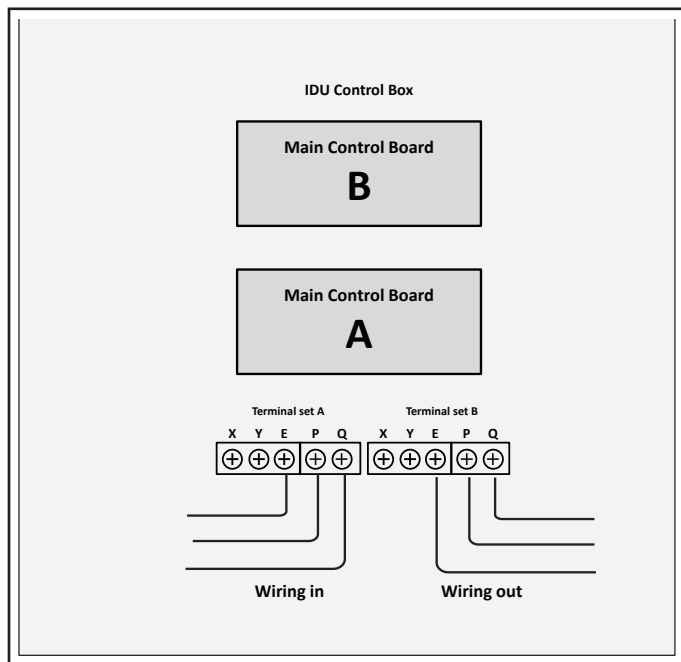 IDU Control Box
Main Control Board
B
Main Control Board
A
Terminal set A
Terminal set B
X Y E P Q
X Y E P Q
Wiring in
Wiring out